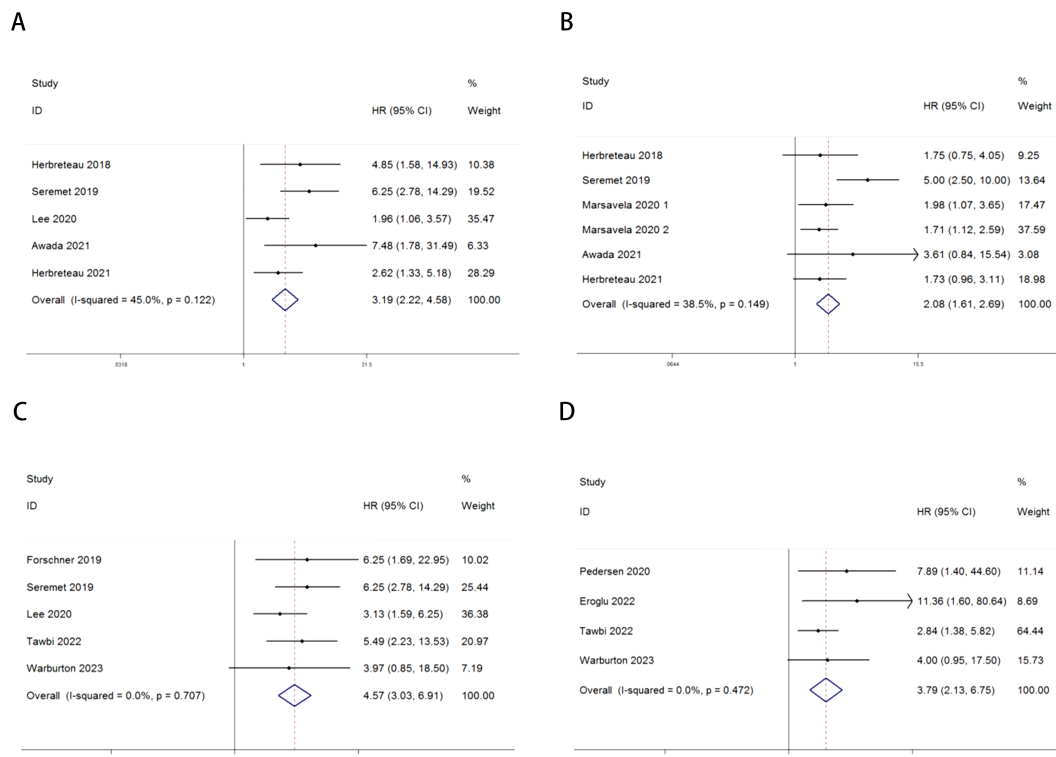 A
Study %
ID HR (95% CI) Weight
Herbreteau 2018 4.85 (1.58, 14.93) 10.38
Seremet 2019 6.25 (2.78, 14.29) 19.52
Lee 2020 1.96 (1.06, 3.57) 35.47
Awada 2021 7.48 (1.78, 31.49) 6.33
Herbreteau 2021 2.62 (1.33, 5.18) 28.29
Overall (I-squared = 45.0%, p = 0.122) 3.19 (2.22, 4.58) 100.00
.0318 1 31.5
B
Study %
ID HR (95% CI) Weight
Herbreteau 2018 1.75 (0.75, 4.05) 9.25
Seremet 2019 5.00 (2.50, 10.00) 13.64
Marsavela 2020 1 1.98 (1.07, 3.65) 17.47
Marsavela 2020 2 1.71 (1.12, 2.59) 37.59
Awada 2021 3.61 (0.84, 15.54) 3.08
Herbreteau 2021 1.73 (0.96, 3.11) 18.98
Overall (I-squared = 38.5%, p = 0.149) 2.08 (1.61, 2.69) 100.00
.0644 1 15.5
C
Study %
ID HR (95% CI) Weight
Forschner 2019 6.25 (1.69, 22.95) 10.02
Seremet 2019 6.25 (2.78, 14.29) 25.44
Lee 2020 3.13 (1.59, 6.25) 36.38
Tawbi 2022 5.49 (2.23, 13.53) 20.97
Warburton 2023 3.97 (0.85, 18.50) 7.19
Overall (I-squared = 0.0%, p = 0.707) 4.57 (3.03, 6.91) 100.00
D
Study %
ID HR (95% CI) Weight
Pedersen 2020 7.89 (1.40, 44.60) 11.14
Eroglu 2022 11.36 (1.60, 80.64) 8.69
Tawbi 2022 2.84 (1.38, 5.82) 64.44
Warburton 2023 4.00 (0.95, 17.50) 15.73
Overall (I-squared = 0.0%, p = 0.472) 3.79 (2.13, 6.75) 100.00